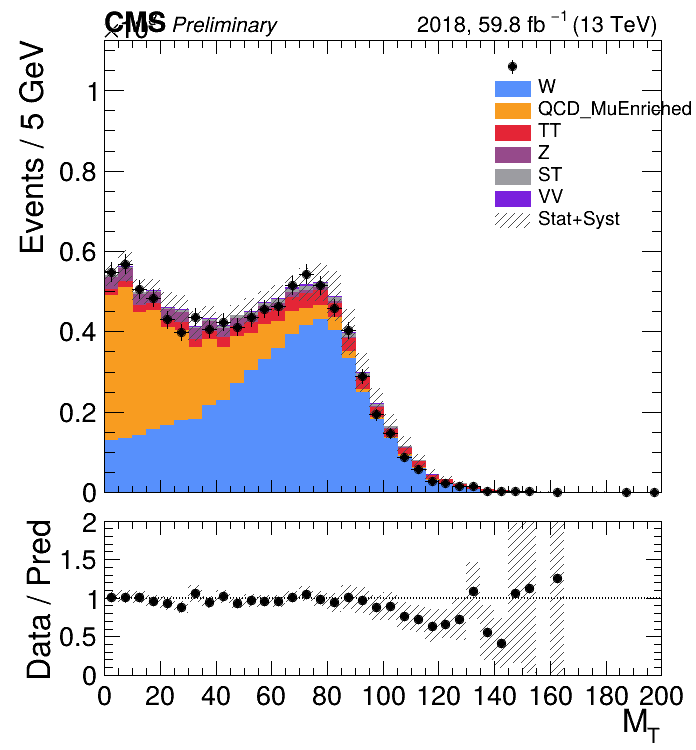 CMS Preliminary 2018, 59.8 fb⁻¹ (13 TeV)
Events / 5 GeV
1
0.8
0.6
0.4
0.2
0
W
QCD_MuEnriched
TT
Z
ST
VV
Stat+Syst
Data / Pred
2
1.5
1
0.5
0
0 20 40 60 80 100 120 140 160 180 200
M_T